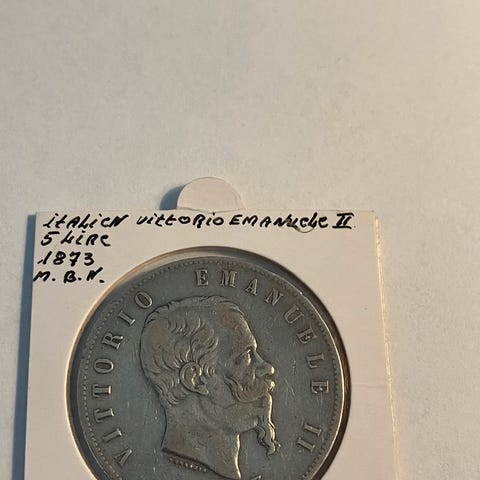 iTALiEN VittORiO EMANUELE II
5 LiRE
1873
M.B.N.
VITTORIO EMANUELE II